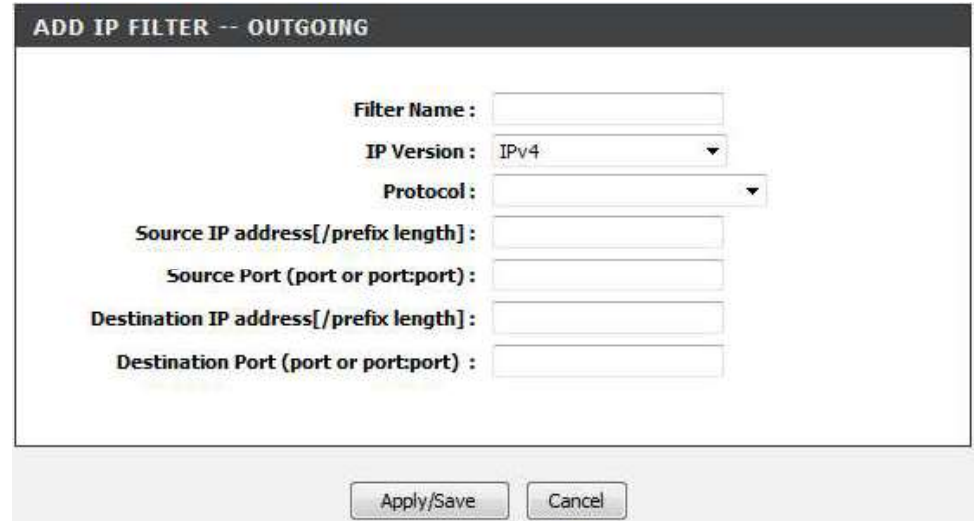 ADD IP FILTER -- OUTGOING
Filter Name :
IP Version : IPv4
Protocol :
Source IP address[/prefix length] :
Source Port (port or port:port) :
Destination IP address[/prefix length] :
Destination Port (port or port:port) :
Apply/Save Cancel